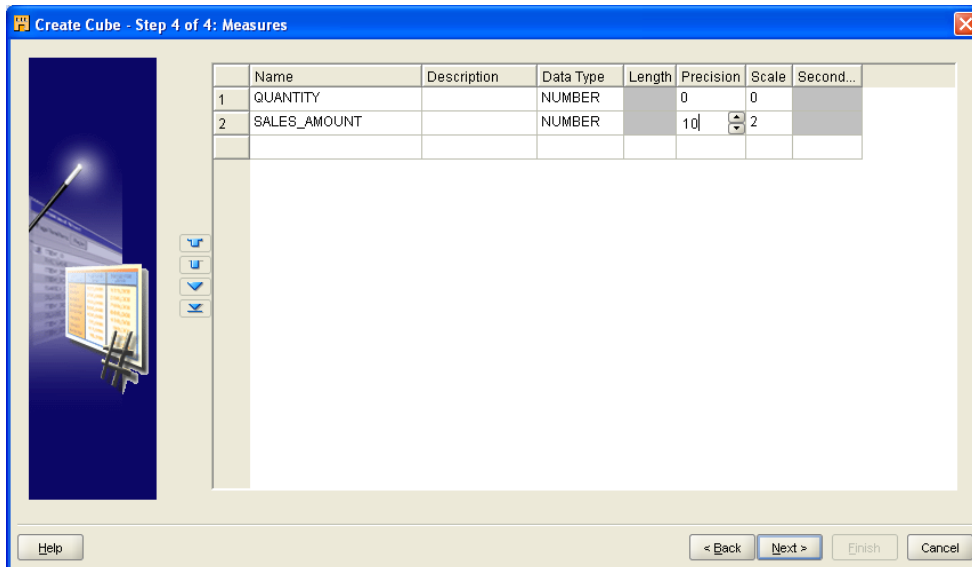 Create Cube - Step 4 of 4: Measures
Name Description Data Type Length Precision Scale Second...
1 QUANTITY NUMBER 0 0
2 SALES_AMOUNT NUMBER 10 2
Help < Back Next > Finish Cancel